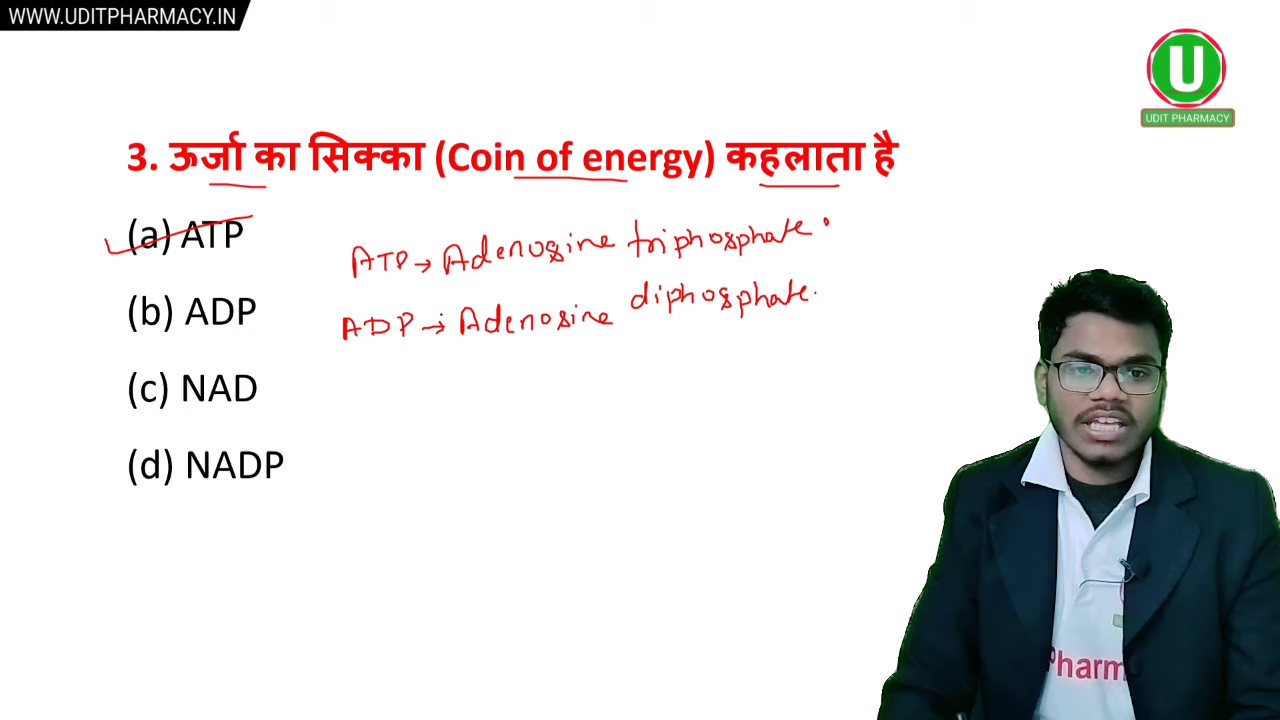 WWW.UDITPHARMACY.IN
U
UDIT PHARMACY
3. ऊर्जा का सिक्का (Coin of energy) कहलाता है
(a) ATP
ATP → Adenosine triphosphate.
(b) ADP
ADP → Adenosine diphosphate.
(c) NAD
(d) NADP
Pharm